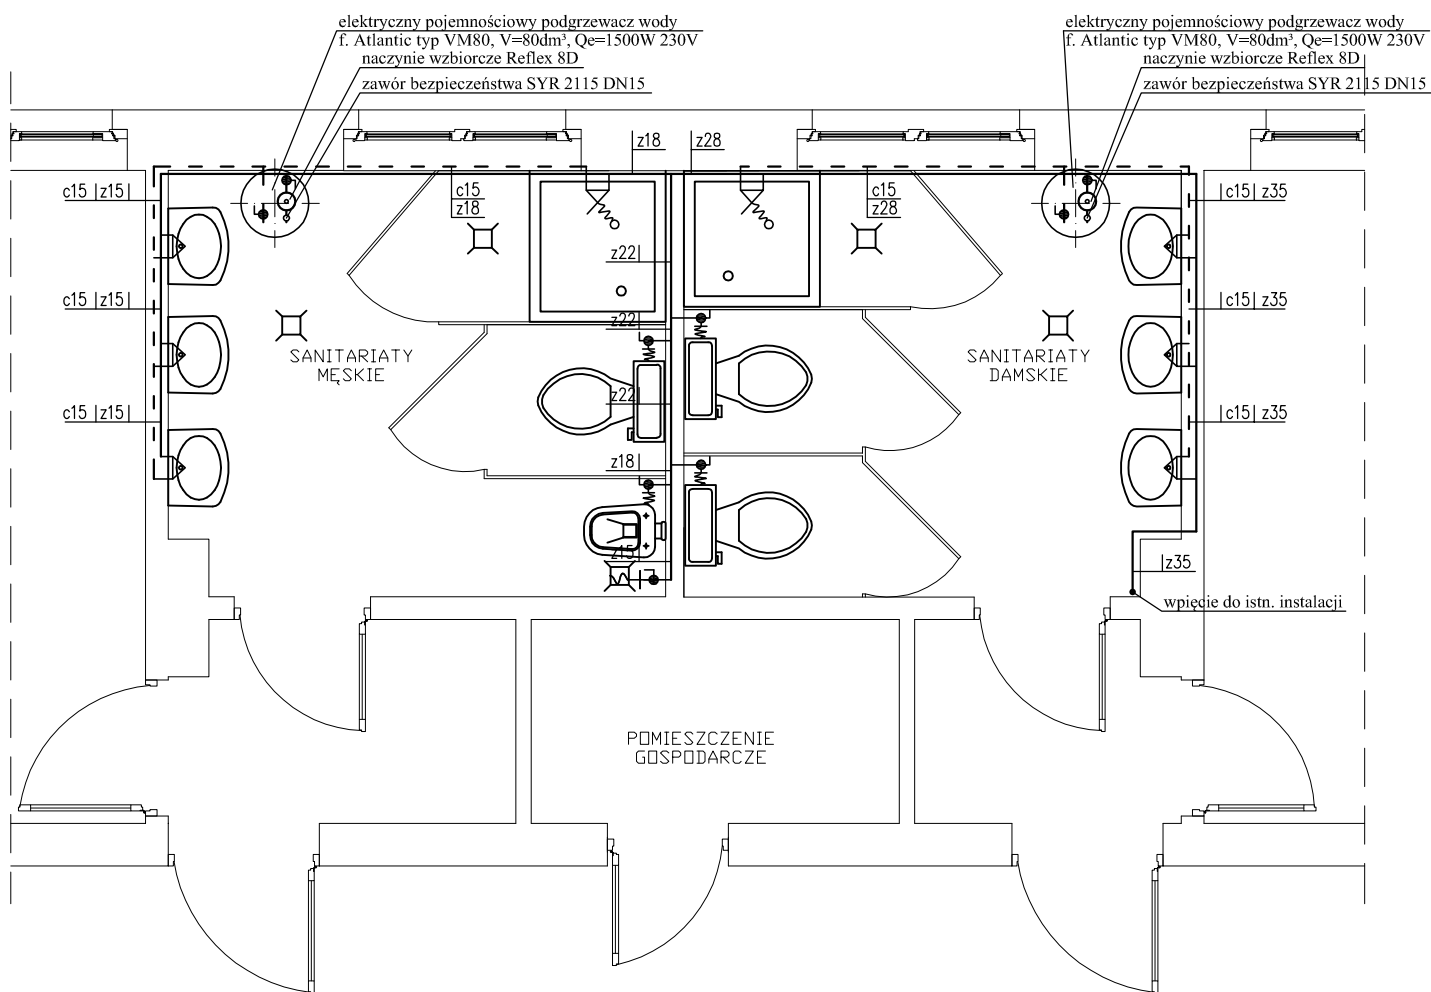 elektryczny pojemnościowy podgrzewacz wody
f. Atlantic typ VM80, V=80dm³, Qe=1500W 230V
naczynie wzbiorcze Reflex 8D
zawór bezpieczeństwa SYR 2115 DN15
elektryczny pojemnościowy podgrzewacz wody
f. Atlantic typ VM80, V=80dm³, Qe=1500W 230V
naczynie wzbiorcze Reflex 8D
zawór bezpieczeństwa SYR 2115 DN15
z18
z28
c15 z15
c15
z18
c15
z28
c15 z35
z22
c15 z15
c15 z35
z22
SANITARIATY
MĘSKIE
SANITARIATY
DAMSKIE
z22
c15 z15
c15 z35
z18
z15
z35
wpięcie do istn. instalacji
POMIESZCZENIE
GOSPODARCZE